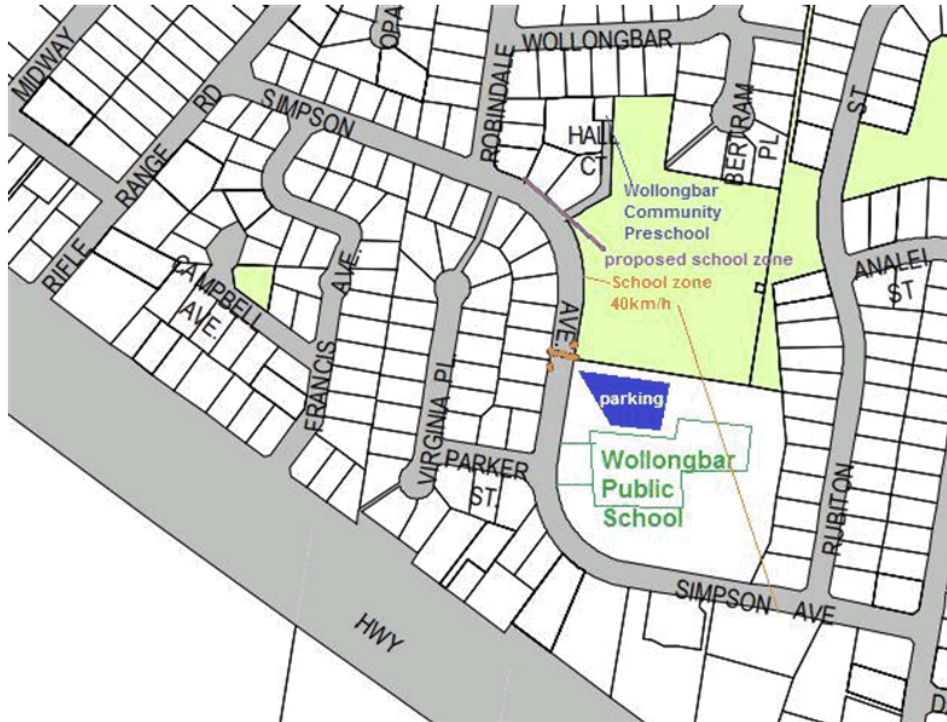 MIDWAY
OPA
WOLLONGBAR
ROBINDALE
SIMPSON
RANGE RD
RIFLE
HALL
CT
BERTRAM
PL
ST
Wollongbar
Community
Preschool
proposed school zone
School zone
40km/h
ANALEI
ST
CAMPBELL
AVE.
AVE.
FRANCIS
VIRGINIA PL.
AVE.
parking
PARKER
ST.
Wollongbar
Public
School
RUBITON
SIMPSON AVE
HWY
D